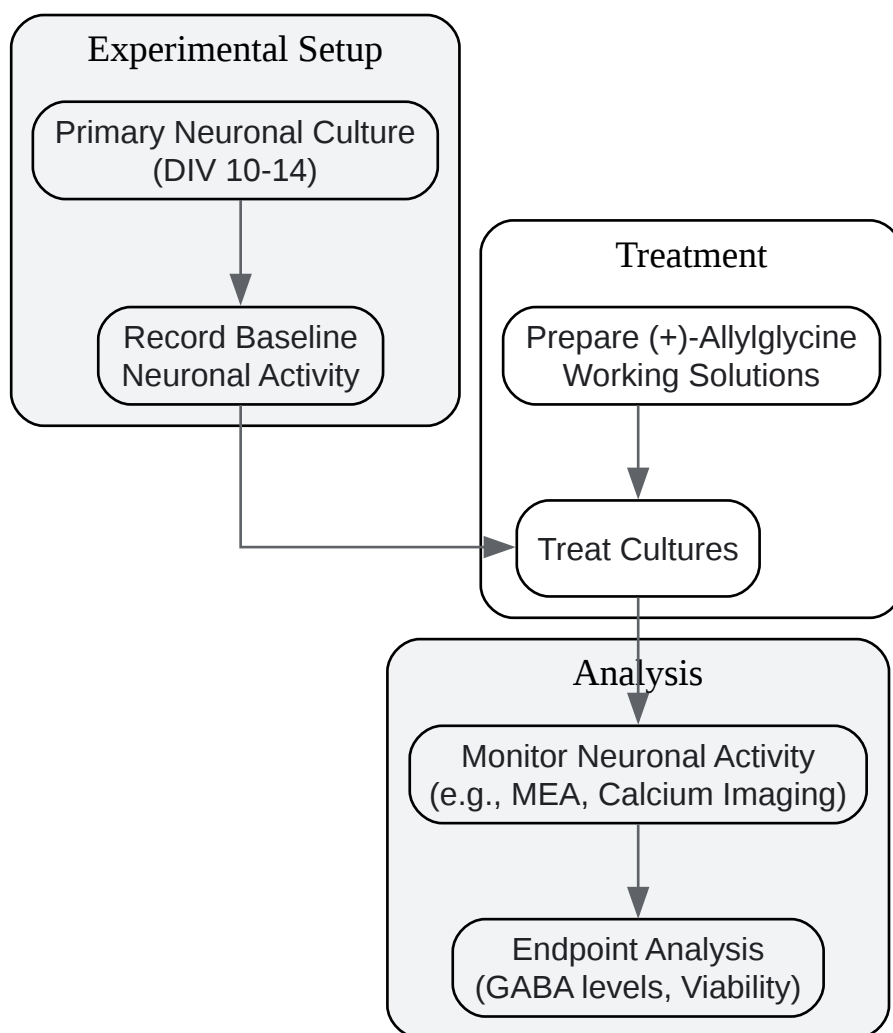 Experimental Setup
Primary Neuronal Culture
(DIV 10-14)
Record Baseline
Neuronal Activity
Treatment
Prepare (+)-Allylglycine
Working Solutions
Treat Cultures
Analysis
Monitor Neuronal Activity
(e.g., MEA, Calcium Imaging)
Endpoint Analysis
(GABA levels, Viability)